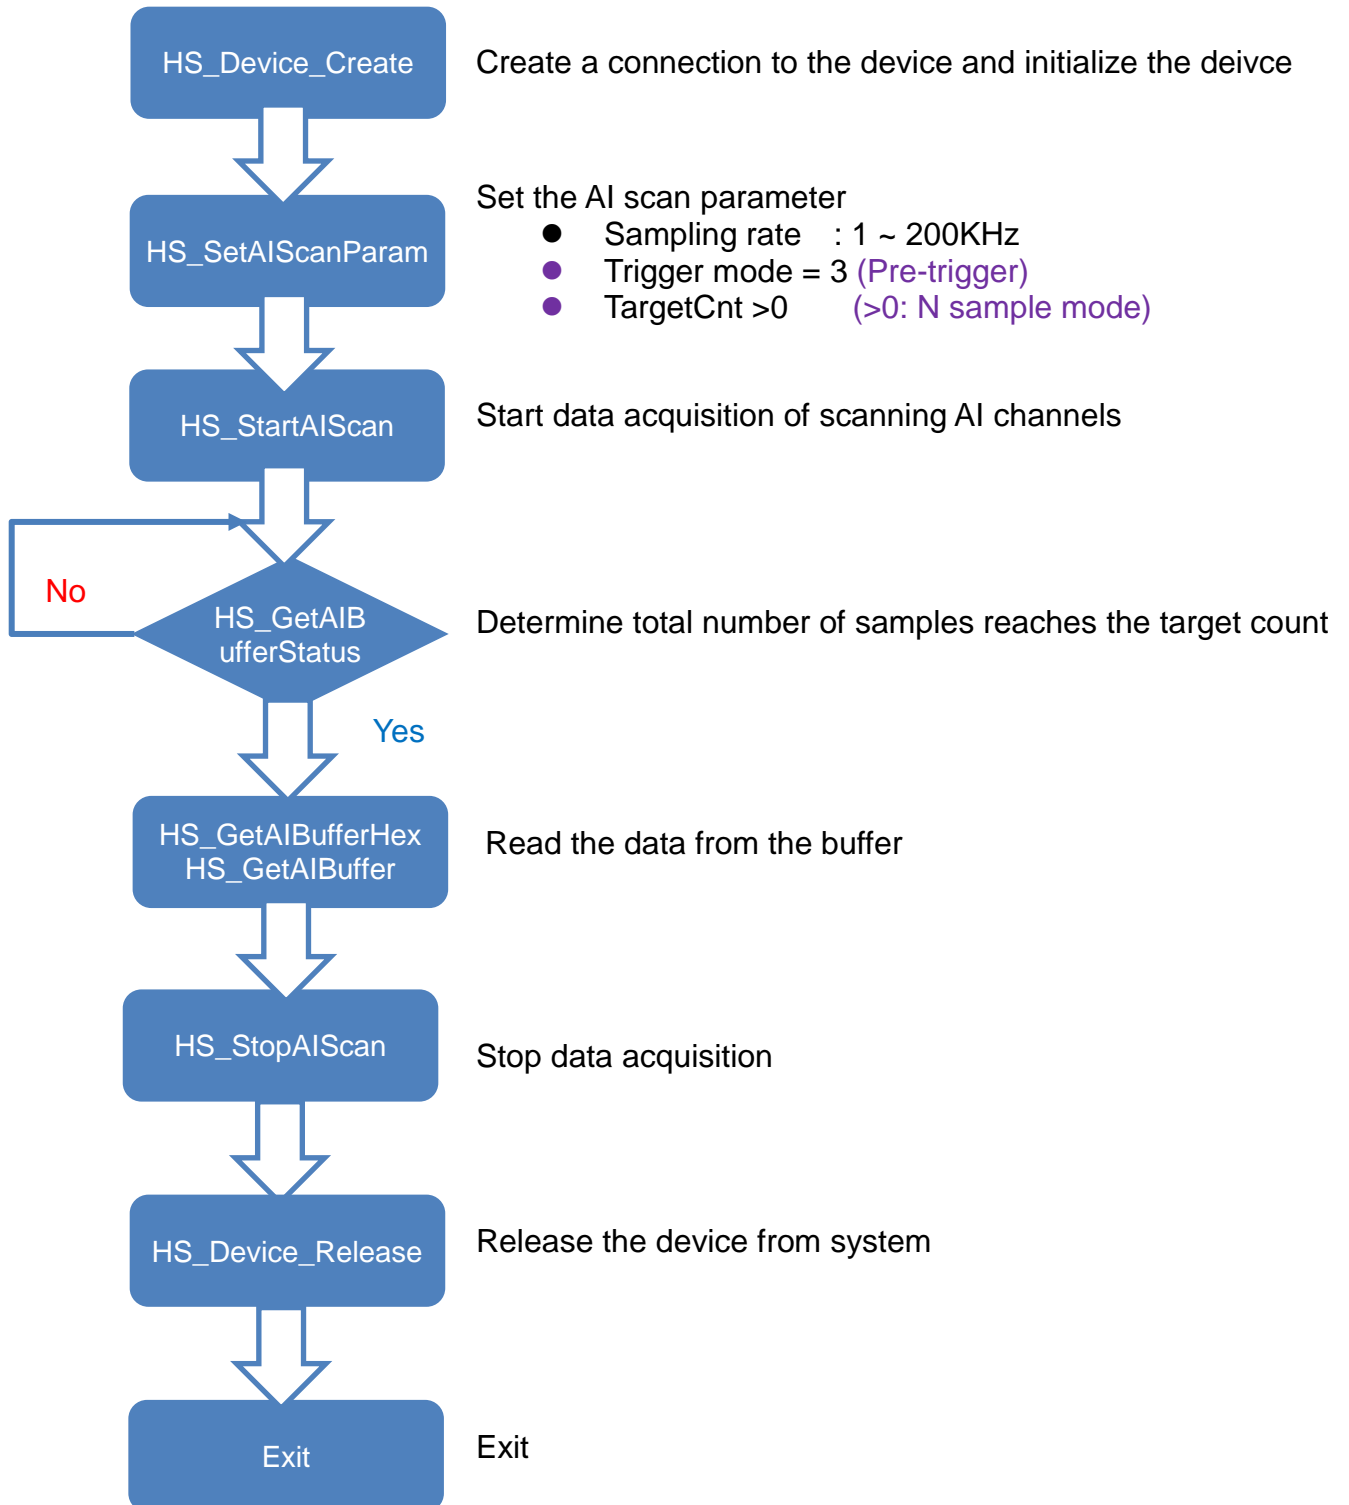 HS_Device_Create
Create a connection to the device and initialize the deivce
HS_SetAIScanParam
Set the AI scan parameter
● Sampling rate : 1 ~ 200KHz
● Trigger mode = 3 (Pre-trigger)
● TargetCnt >0 (>0: N sample mode)
HS_StartAIScan
Start data acquisition of scanning AI channels
No
HS_GetAIB
ufferStatus
Determine total number of samples reaches the target count
Yes
HS_GetAIBufferHex
HS_GetAIBuffer
Read the data from the buffer
HS_StopAIScan
Stop data acquisition
HS_Device_Release
Release the device from system
Exit
Exit